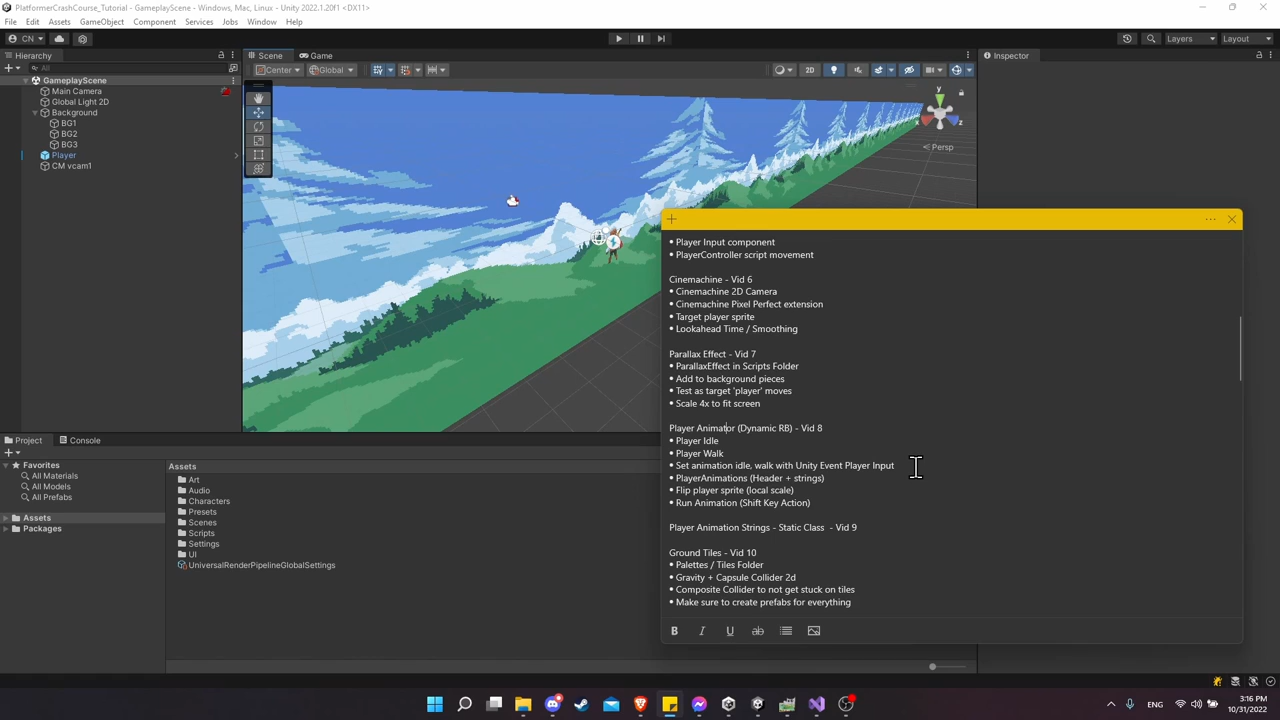 PlatformerCrashCourse_Tutorial - GameplayScene - Windows, Mac, Linux - Unity 2022.1.20f1 <DX11>
File Edit Assets GameObject Component Services Jobs Window Help
CN Layers Layout
Hierarchy Scene Game Inspector
All Center Global 2D
GameplayScene
Main Camera
Global Light 2D
Background
BG1
BG2
BG3
Player
CM vcam1
y
x z
Persp
• Player Input component
• PlayerController script movement
Cinemachine - Vid 6
• Cinemachine 2D Camera
• Cinemachine Pixel Perfect extension
• Target player sprite
• Lookahead Time / Smoothing
Parallax Effect - Vid 7
• ParallaxEffect in Scripts Folder
• Add to background pieces
• Test as target 'player' moves
• Scale 4x to fit screen
Player Animator (Dynamic RB) - Vid 8
• Player Idle
• Player Walk
• Set animation idle, walk with Unity Event Player Input
• PlayerAnimations (Header + strings)
• Flip player sprite (local scale)
• Run Animation (Shift Key Action)
Player Animation Strings - Static Class - Vid 9
Ground Tiles - Vid 10
• Palettes / Tiles Folder
• Gravity + Capsule Collider 2d
• Composite Collider to not get stuck on tiles
• Make sure to create prefabs for everything
B I U ab
Project Console
Favorites
All Materials
All Models
All Prefabs
Assets
Packages
Assets
Art
Audio
Characters
Presets
Scenes
Scripts
Settings
UI
UniversalRenderPipelineGlobalSettings
ENG
3:16 PM
10/31/2022